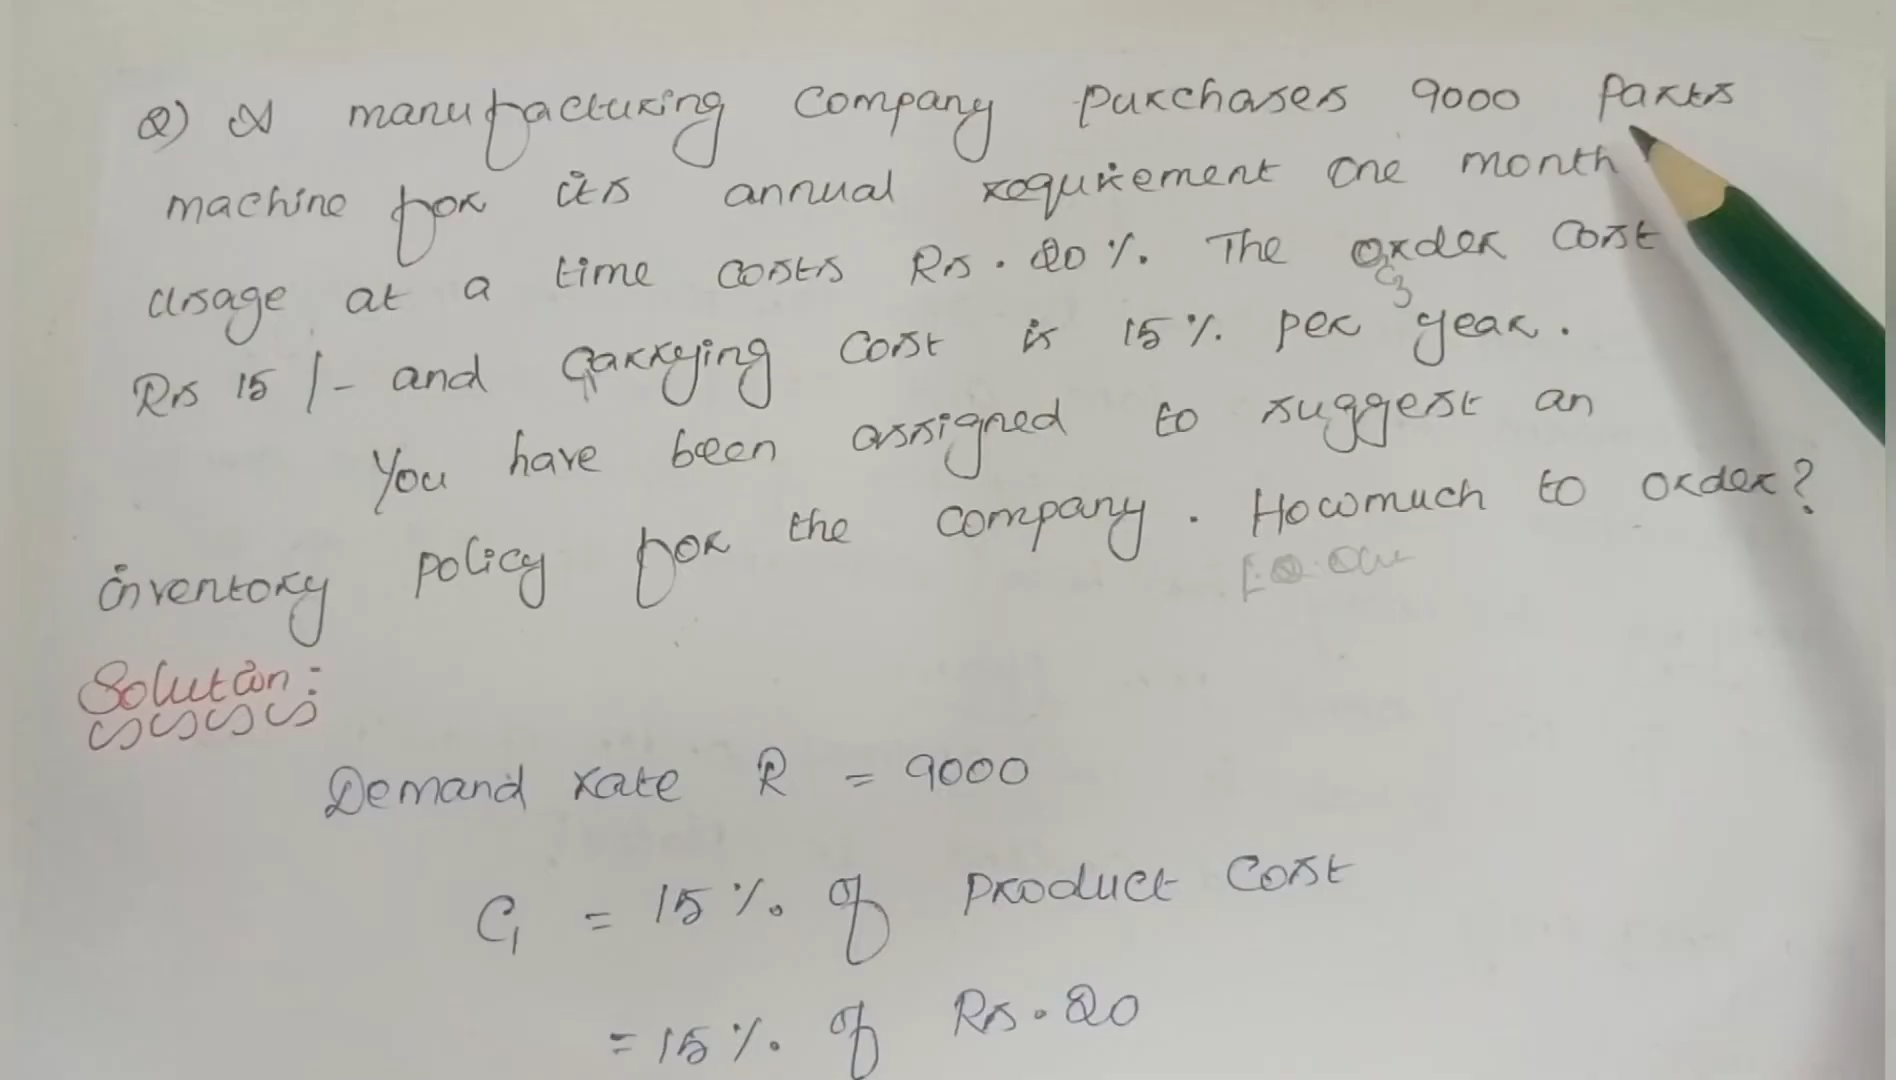 Q) A manufacturing company purchases 9000 parts
machine for its annual requirement one month
usage at a time costs Rs. 20%. The order cost
C3
Rs 15/- and carrying cost is 15% per year.
You have been assigned to suggest an
inventory policy for the company. Howmuch to order?
Solution:
Demand rate R = 9000
C1 = 15% of product cost
= 15% of Rs. 20